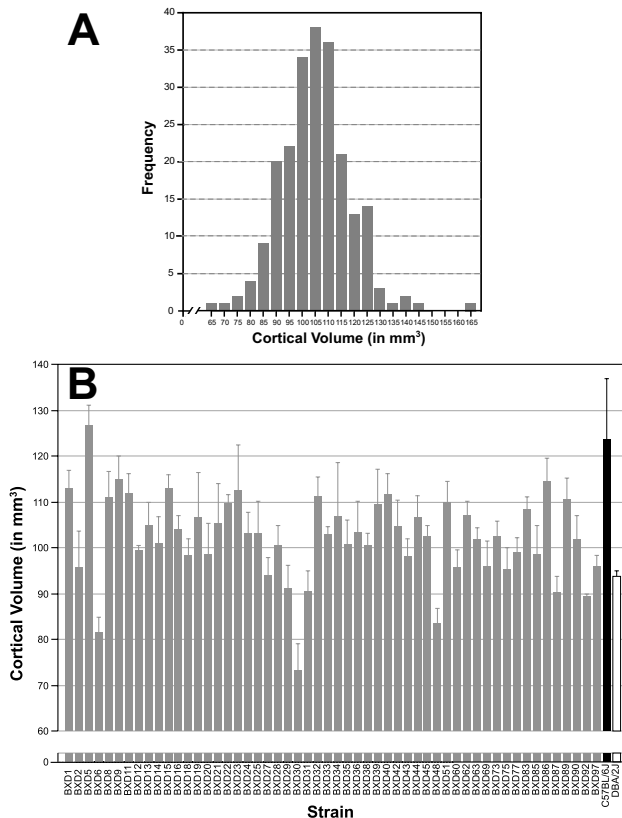 A
40
35
30
25
20
15
10
5
0
Frequency
0 65 70 75 80 85 90 95 100 105 110 115 120 125 130 135 140 145 150 155 160 165
Cortical Volume (in mm³)
B
140
130
120
110
100
90
80
70
60
0
Cortical Volume (in mm³)
BXD1
BXD2
BXD5
BXD6
BXD8
BXD9
BXD11
BXD12
BXD13
BXD14
BXD15
BXD16
BXD18
BXD19
BXD20
BXD21
BXD22
BXD23
BXD24
BXD25
BXD27
BXD28
BXD29
BXD30
BXD31
BXD32
BXD33
BXD34
BXD35
BXD36
BXD38
BXD39
BXD40
BXD42
BXD43
BXD44
BXD45
BXD48
BXD51
BXD60
BXD62
BXD63
BXD69
BXD73
BXD75
BXD77
BXD83
BXD85
BXD86
BXD87
BXD89
BXD90
BXD92
BXD97
C57BL/6J
DBA/2J
Strain